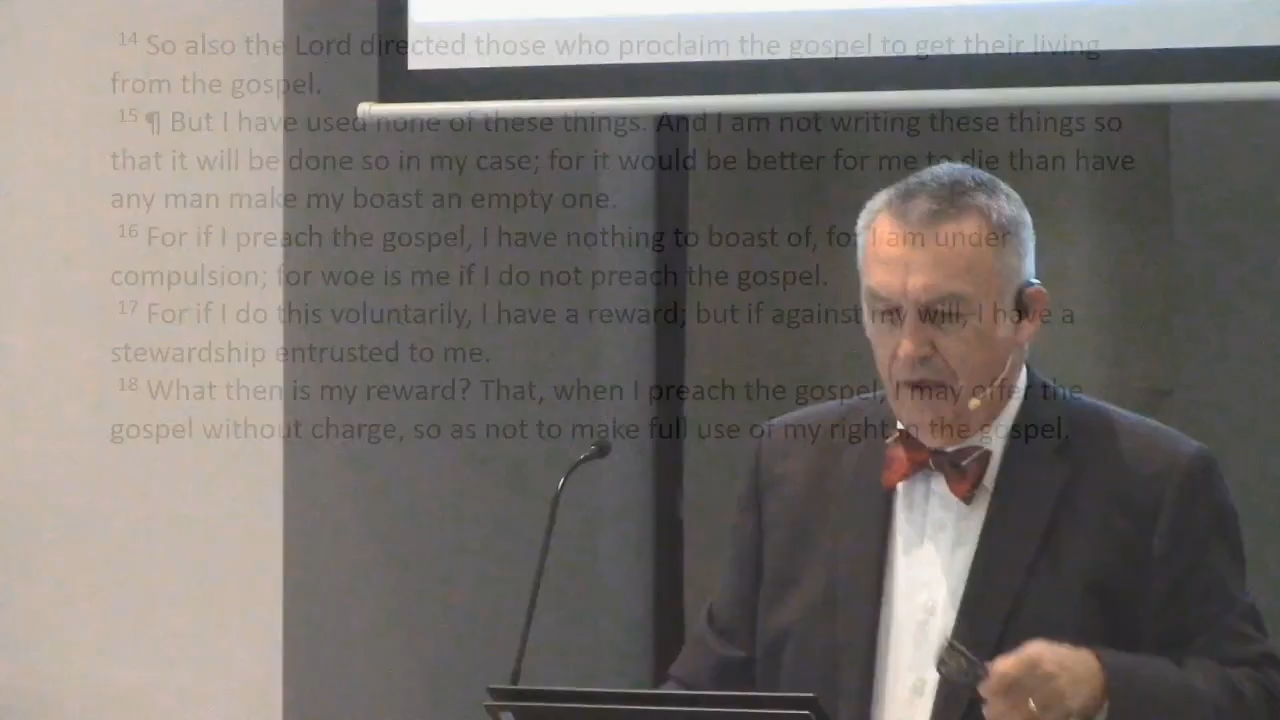 14 So also the Lord directed those who proclaim the gospel to get their living
from the gospel.
15 ¶ But I have used none of these things. And I am not writing these things so
that it will be done so in my case; for it would be better for me to die than have
any man make my boast an empty one.
16 For if I preach the gospel, I have nothing to boast of, for I am under
compulsion; for woe is me if I do not preach the gospel.
17 For if I do this voluntarily, I have a reward; but if against my will, I have a
stewardship entrusted to me.
18 What then is my reward? That, when I preach the gospel, I may offer the
gospel without charge, so as not to make full use of my right in the gospel.